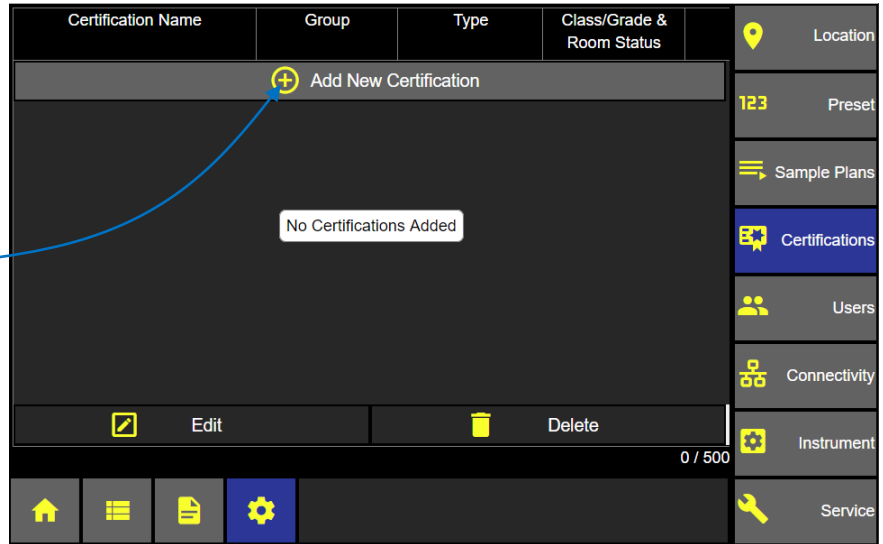 Certification Name
Group
Type
Class/Grade &
Room Status
Location
Add New Certification
123
Preset
Sample Plans
No Certifications Added
Certifications
Users
Connectivity
Edit
Delete
Instrument
0 / 500
Service